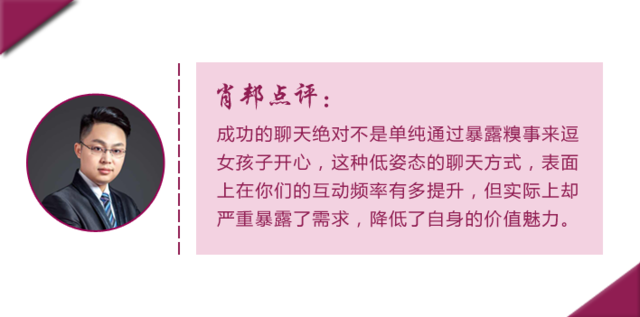 肖邦点评：
成功的聊天绝对不是单纯通过暴露糗事来逗
女孩子开心，这种低姿态的聊天方式，表面
上在你们的互动频率有多提升，但实际上却
严重暴露了需求，降低了自身的价值魅力。